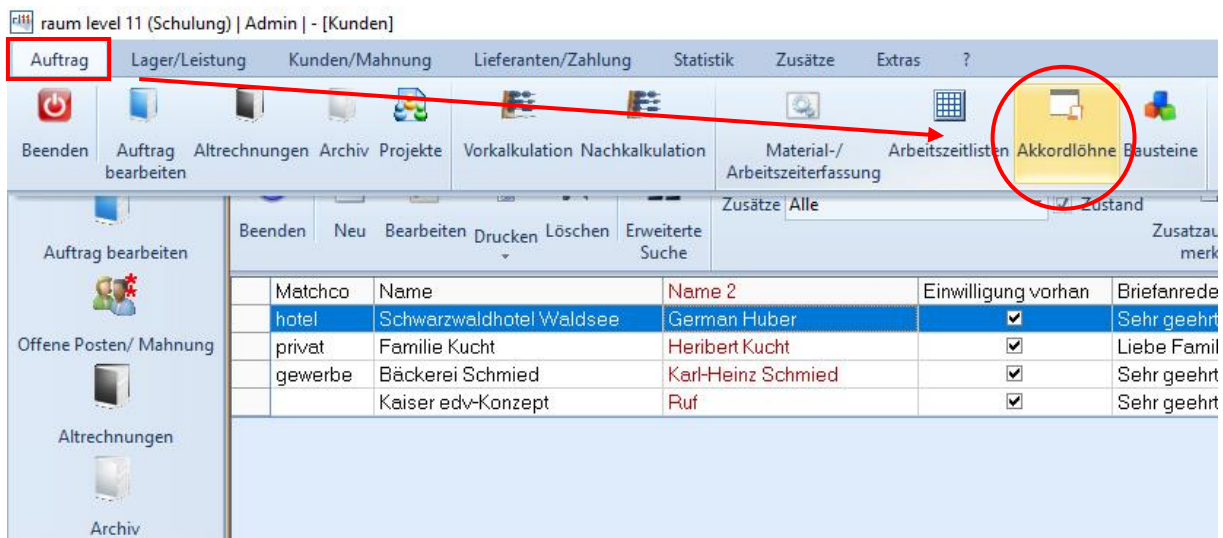 raum level 11 (Schulung) | Admin | - [Kunden]
Auftrag Lager/Leistung Kunden/Mahnung Lieferanten/Zahlung Statistik Zusätze Extras ?
Beenden Auftrag bearbeiten Altrechnungen Archiv Projekte Vorkalkulation Nachkalkulation Material-/ Arbeitszeiterfassung Arbeitszeitlisten Akkordlöhne Bausteine
Zusätze Alle Zustand
Beenden Neu Bearbeiten Drucken Löschen Erweiterte Suche Zusatzau
merk
Auftrag bearbeiten
Offene Posten/ Mahnung
Altrechnungen
Archiv
Matchco Name Name 2 Einwilligung vorhan Briefanrede
hotel Schwarzwaldhotel Waldsee German Huber Sehr geehrt
privat Familie Kucht Heribert Kucht Liebe Famil
gewerbe Bäckerei Schmied Karl-Heinz Schmied Sehr geehrt
Kaiser edv-Konzept Ruf Sehr geehrt